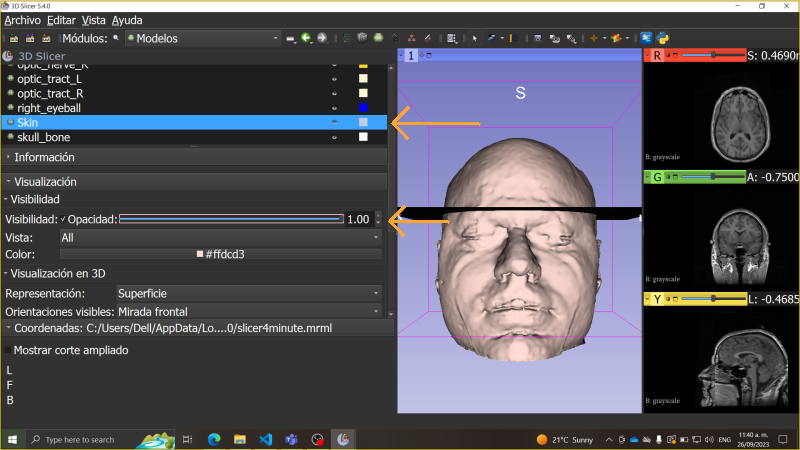 3D Slicer 5.4.0
Archivo Editar Vista Ayuda
Módulos: Modelos
3D Slicer
optic_nerve_R
optic_tract_L
optic_tract_R
right_eyeball
Skin
skull_bone
Información
Visualización
Visibilidad
Visibilidad: Opacidad: 1.00
Vista: All
Color: #ffdcd3
Visualización en 3D
Representación: Superficie
Orientaciones visibles: Mirada frontal
Coordenadas: C:/Users/Dell/AppData/Lo....0/slicer4minute.mrml
Mostrar corte ampliado
L
F
B
1
S
R S: 0.4690m
B: grayscale
G A: -0.7500
B: grayscale
Y L: -0.4685
B: grayscale
Type here to search
21°C Sunny
ENG
11:40 a. m.
26/09/2023